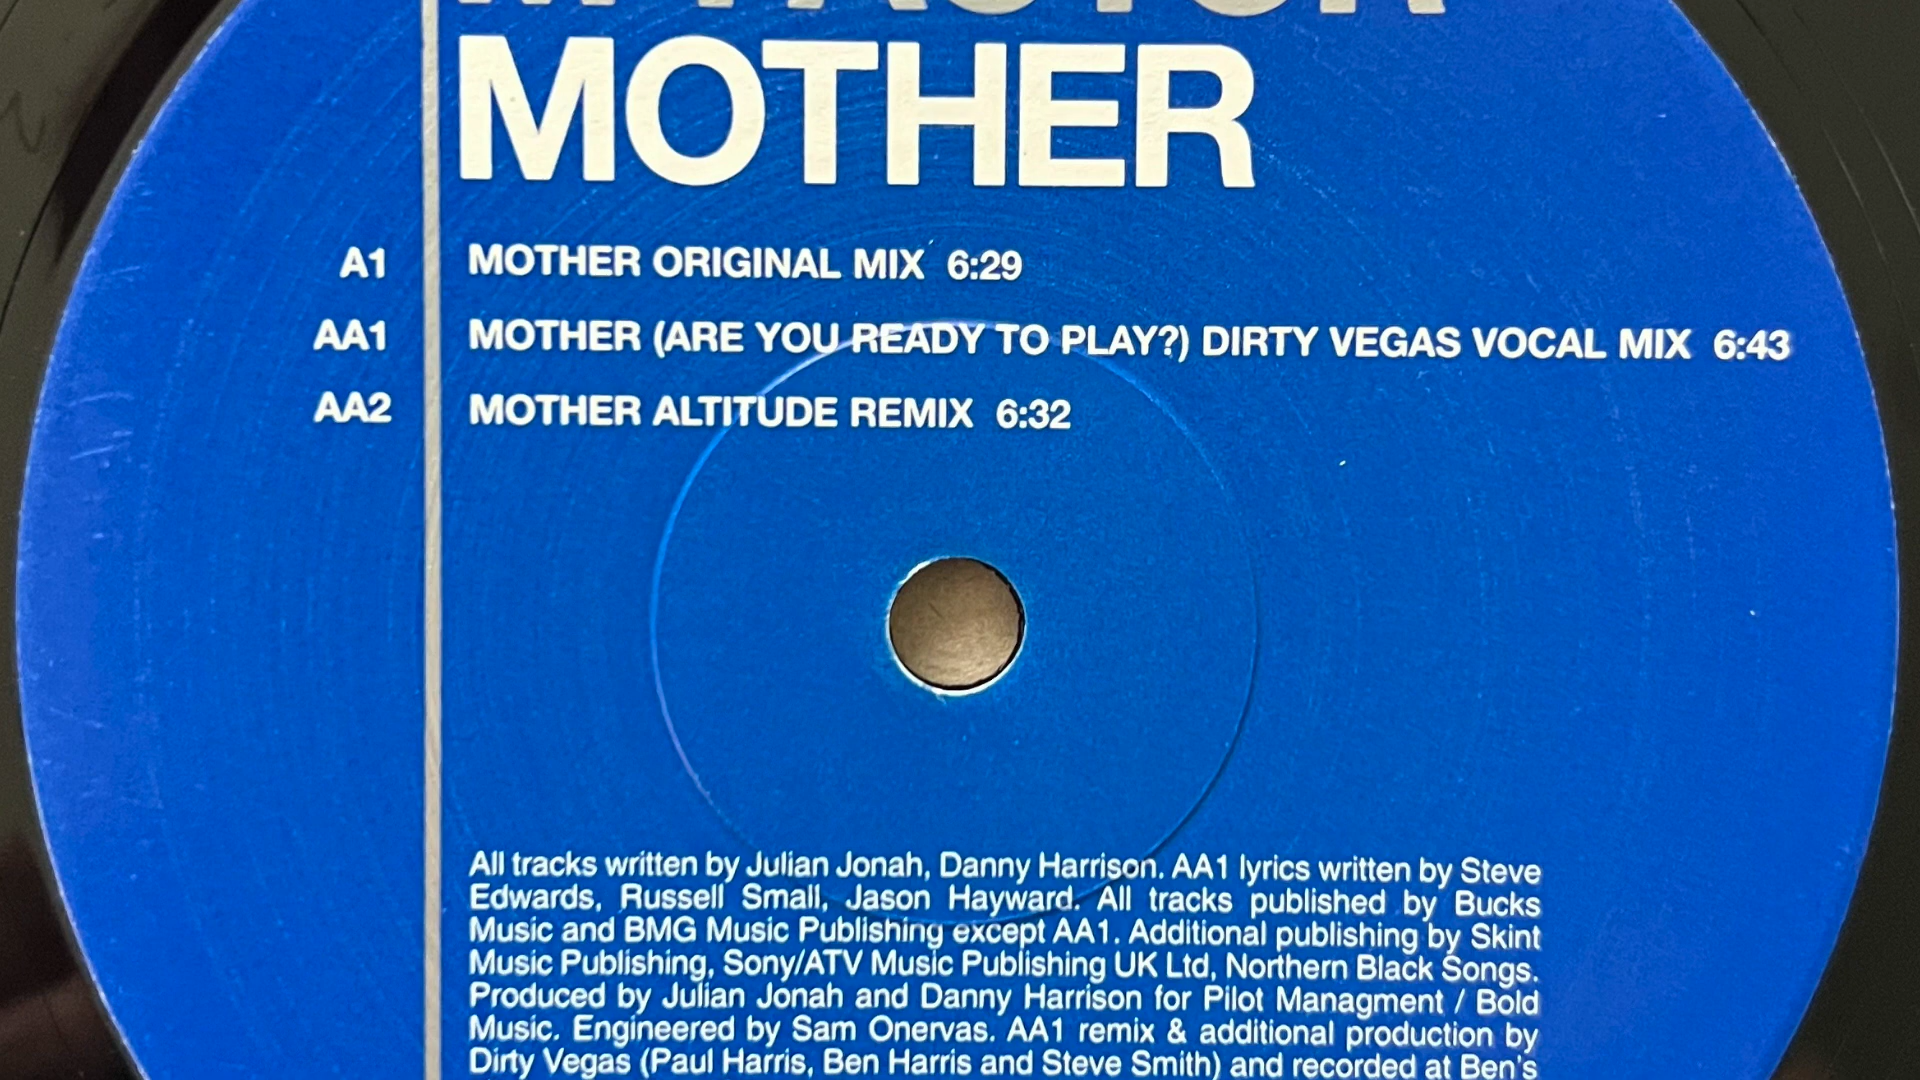 M FACTOR
MOTHER
A1 MOTHER ORIGINAL MIX 6:29
AA1 MOTHER (ARE YOU READY TO PLAY?) DIRTY VEGAS VOCAL MIX 6:43
AA2 MOTHER ALTITUDE REMIX 6:32
All tracks written by Julian Jonah, Danny Harrison. AA1 lyrics written by Steve
Edwards, Russell Small, Jason Hayward. All tracks published by Bucks
Music and BMG Music Publishing except AA1. Additional publishing by Skint
Music Publishing, Sony/ATV Music Publishing UK Ltd, Northern Black Songs.
Produced by Julian Jonah and Danny Harrison for Pilot Managment / Bold
Music. Engineered by Sam Onervas. AA1 remix & additional production by
Dirty Vegas (Paul Harris, Ben Harris and Steve Smith) and recorded at Ben's